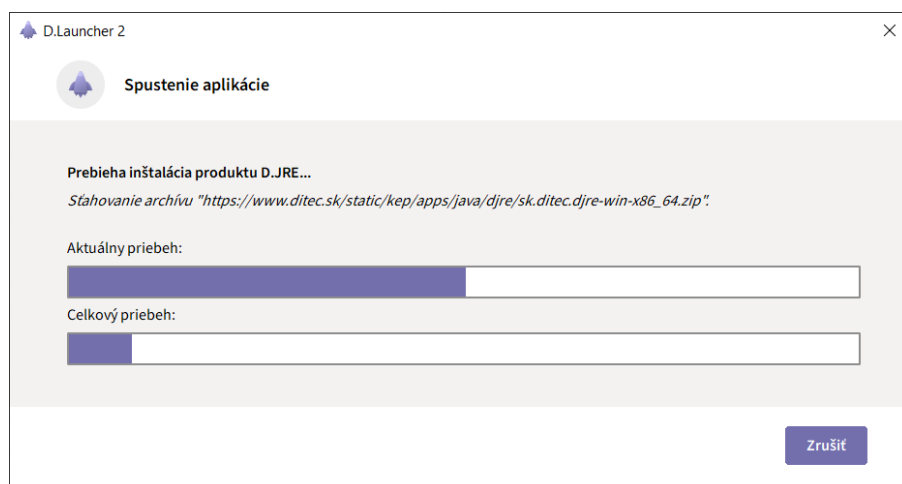 D.Launcher 2
Spustenie aplikácie
Prebieha inštalácia produktu D.JRE...
Sťahovanie archívu "https://www.ditec.sk/static/kep/apps/java/djre/sk.ditec.djre-win-x86_64.zip".
Aktuálny priebeh:
Celkový priebeh:
Zrušiť